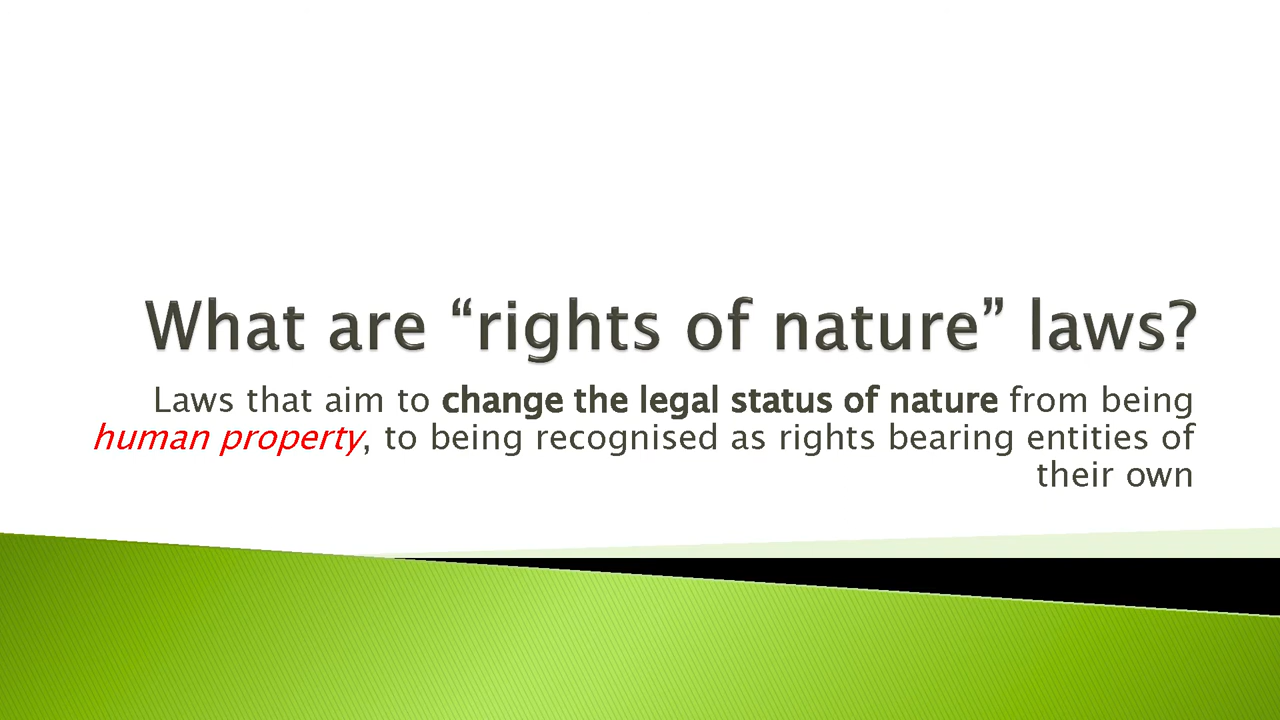 What are “rights of nature” laws?
Laws that aim to change the legal status of nature from being
human property, to being recognised as rights bearing entities of
their own